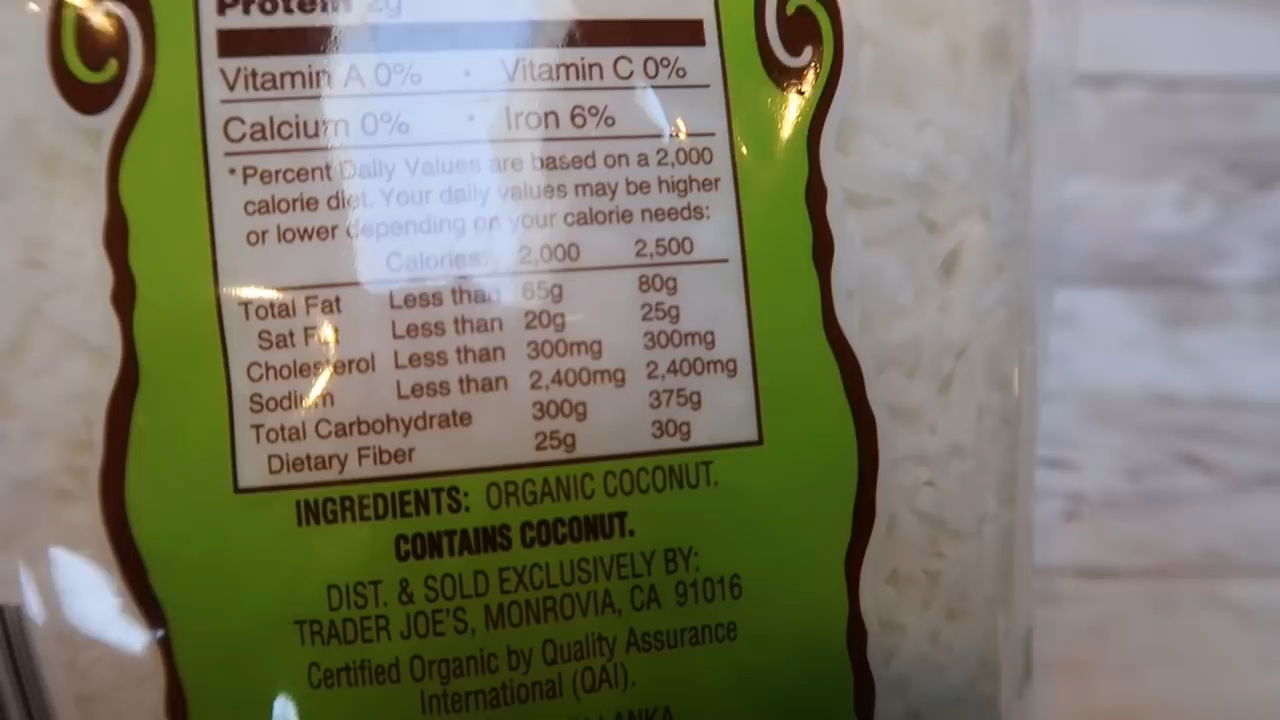 Protein 2g
Vitamin A 0% • Vitamin C 0%
Calcium 0% • Iron 6%
*Percent Daily Values are based on a 2,000
calorie diet. Your daily values may be higher
or lower depending on your calorie needs:
Calories: 2,000 2,500
Total Fat Less than 65g 80g
Sat Fat Less than 20g 25g
Cholesterol Less than 300mg 300mg
Sodium Less than 2,400mg 2,400mg
Total Carbohydrate 300g 375g
Dietary Fiber 25g 30g
INGREDIENTS: ORGANIC COCONUT.
CONTAINS COCONUT.
DIST. & SOLD EXCLUSIVELY BY:
TRADER JOE'S, MONROVIA, CA 91016
Certified Organic by Quality Assurance
International (QAI).